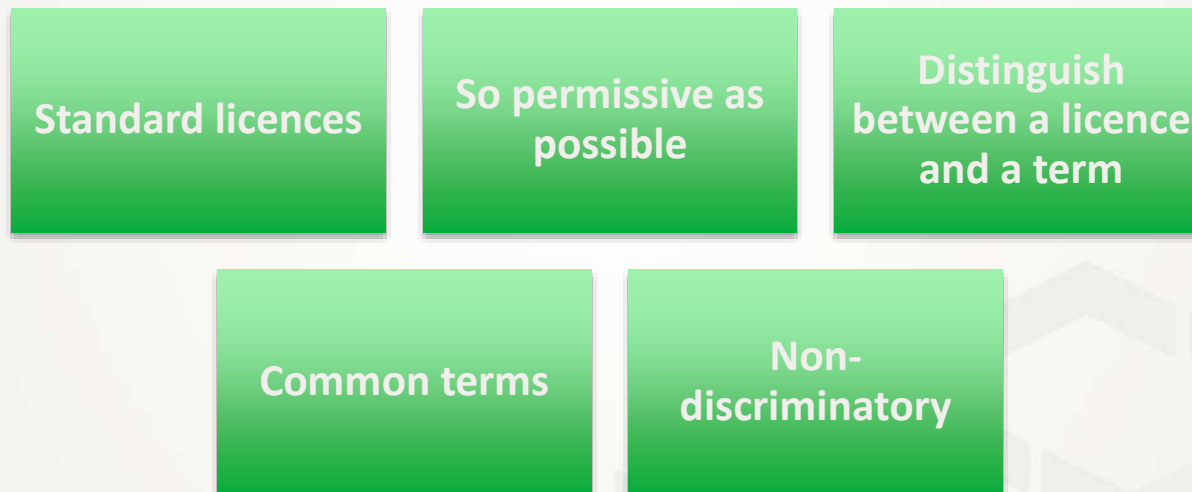 Standard licences
So permissive as
possible
Distinguish
between a licence
and a term
Common terms
Non-
discriminatory